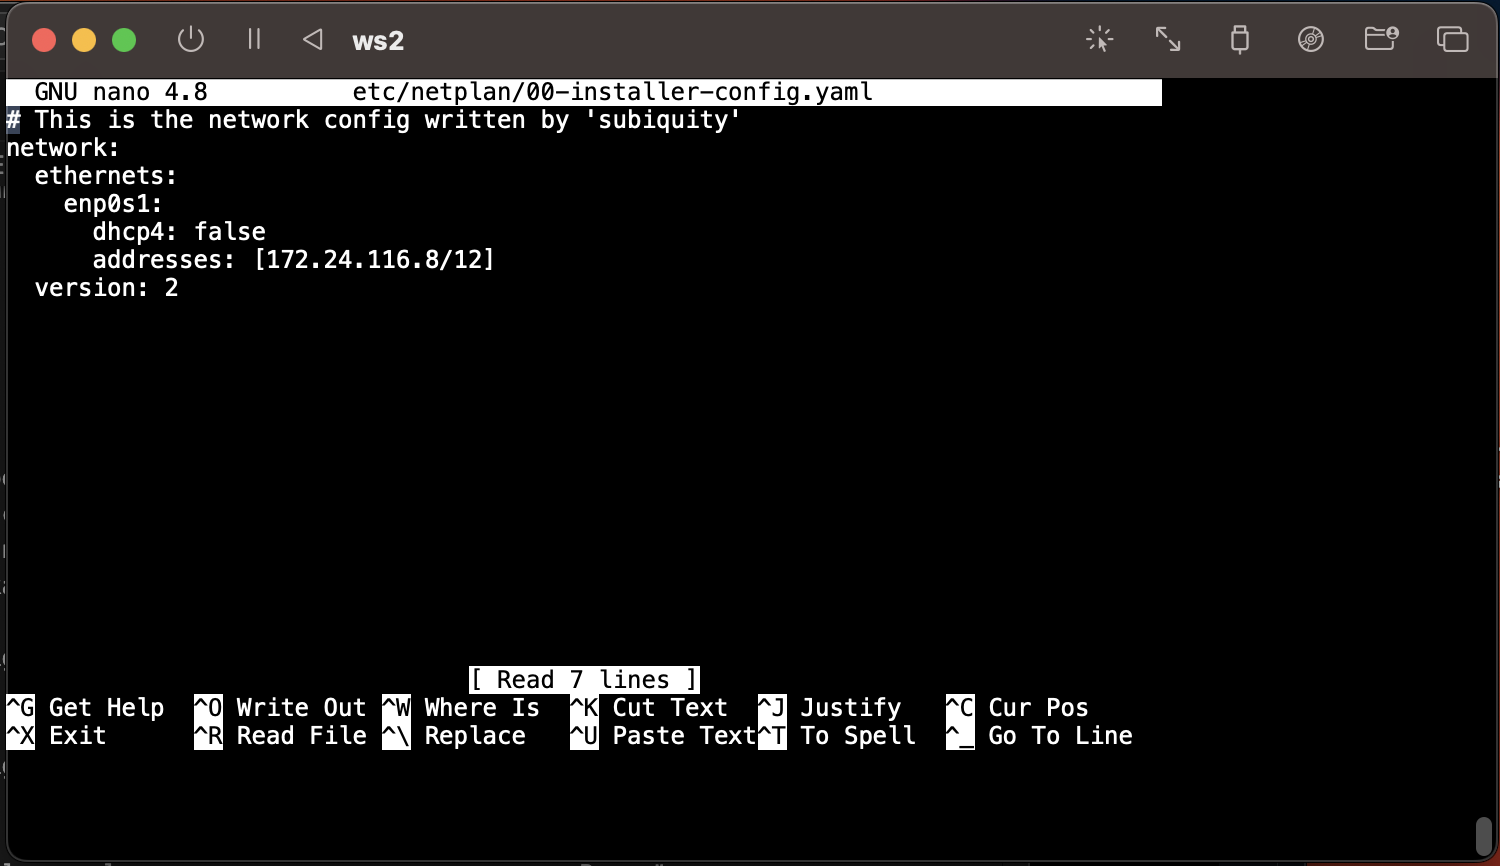 ws2
GNU nano 4.8 etc/netplan/00-installer-config.yaml
# This is the network config written by 'subiquity'
network:
  ethernets:
    enp0s1:
      dhcp4: false
      addresses: [172.24.116.8/12]
  version: 2
[ Read 7 lines ]
^G Get Help ^O Write Out ^W Where Is ^K Cut Text ^J Justify ^C Cur Pos
^X Exit ^R Read File ^\ Replace ^U Paste Text ^T To Spell ^_ Go To Line